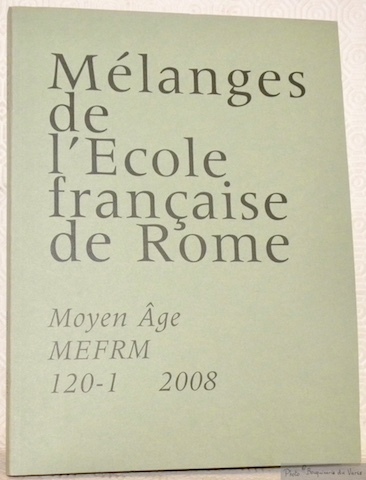 Mélanges
de
l'Ecole
française
de Rome
Moyen Âge
MEFRM
120-1 2008